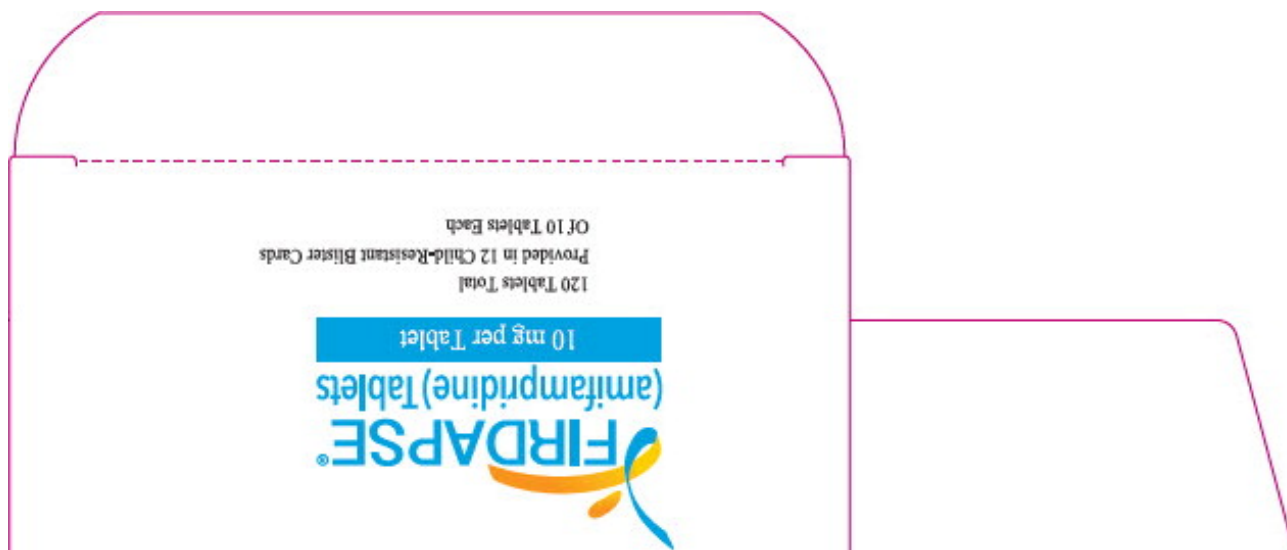 FIRDAPSE®
(amifampridine) Tablets
10 mg per Tablet
120 Tablets Total
Provided in 12 Child-Resistant Blister Cards
Of 10 Tablets Each